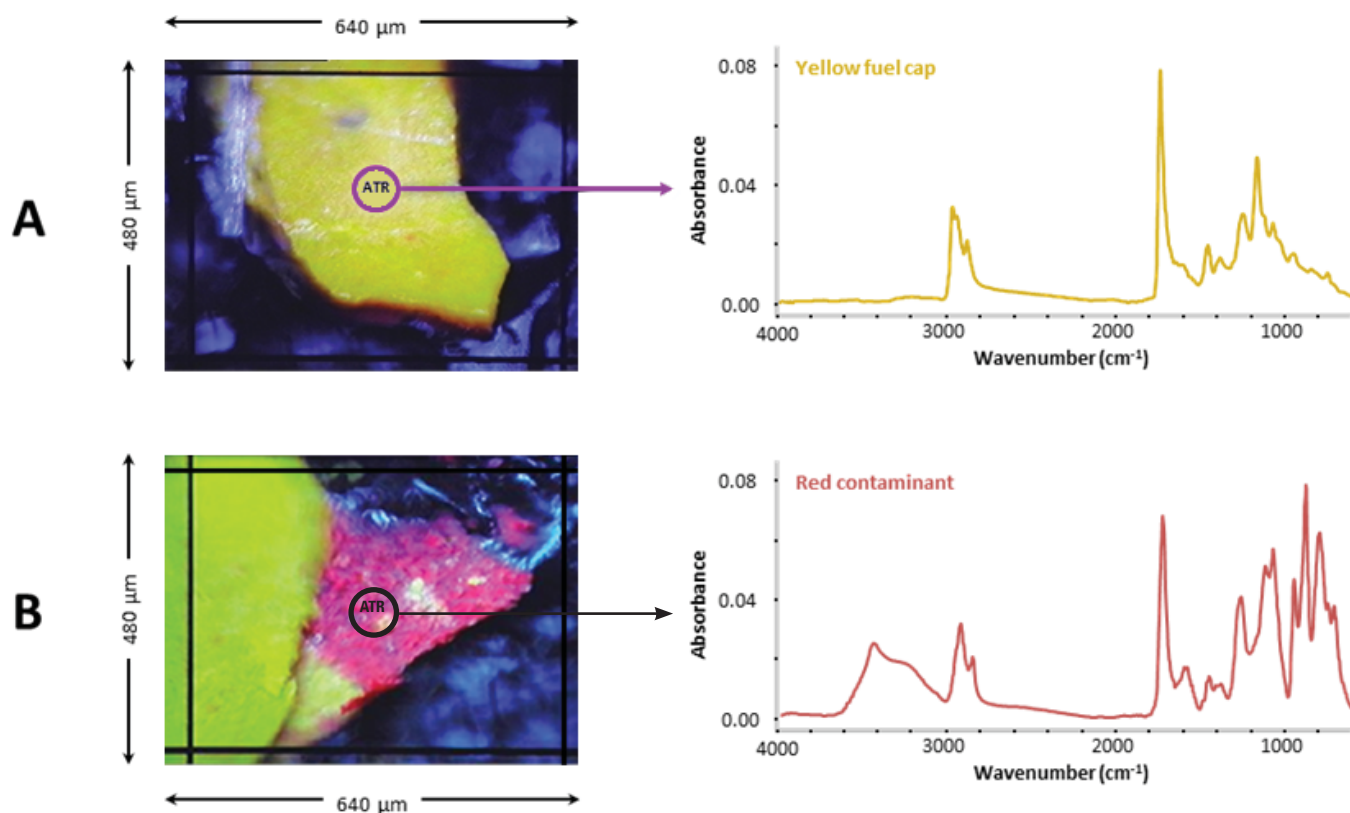 640 µm
480 µm
A
ATR
Yellow fuel cap
Absorbance
0.08
0.04
0.00
4000 3000 2000 1000
Wavenumber (cm-1)
480 µm
B
ATR
640 µm
Red contaminant
Absorbance
0.08
0.04
0.00
4000 3000 2000 1000
Wavenumber (cm-1)